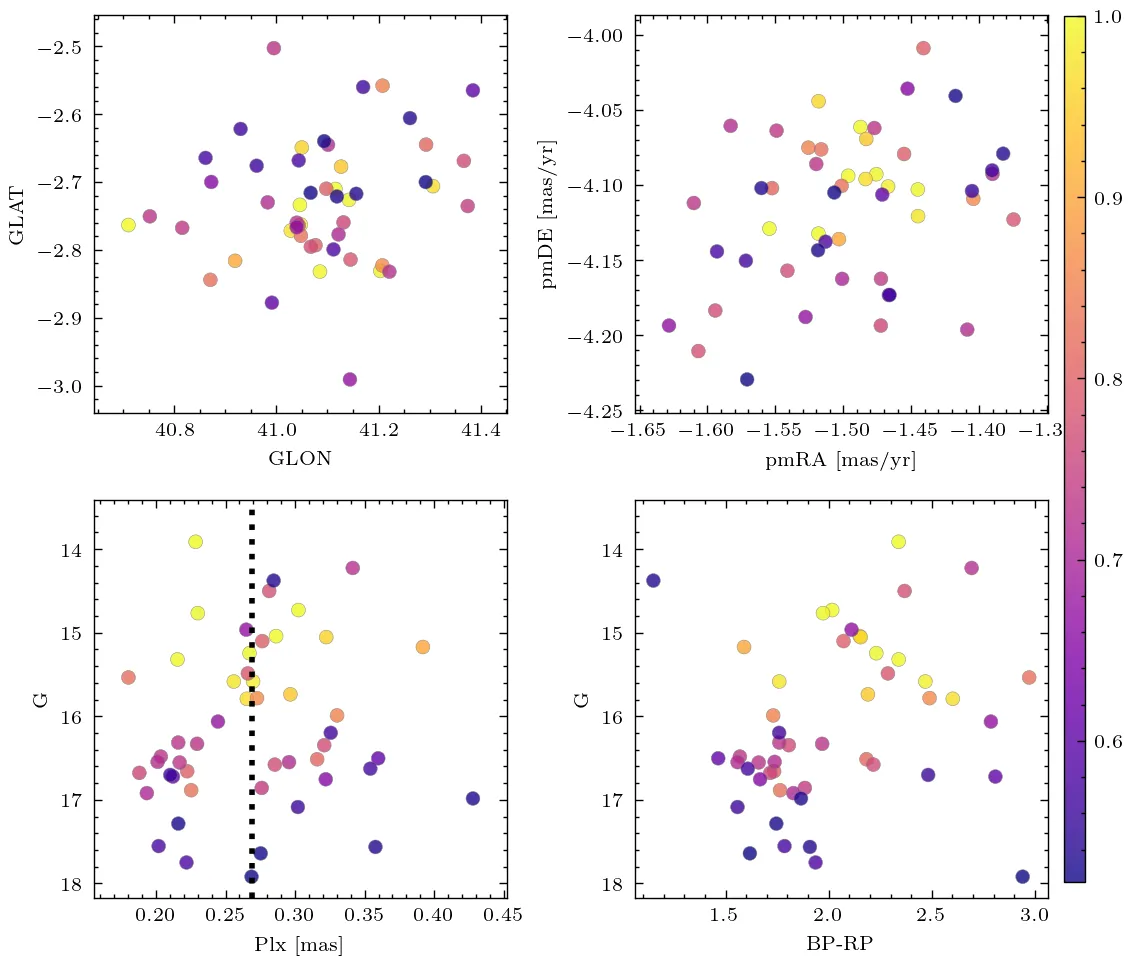 −2.5
−2.6
−2.7
−2.8
−2.9
−3.0
GLAT
40.8 41.0 41.2 41.4
GLON
−4.00
−4.05
−4.10
−4.15
−4.20
−4.25
pmDE [mas/yr]
−1.65 −1.60 −1.55 −1.50 −1.45 −1.40 −1.3
pmRA [mas/yr]
1.0
0.9
0.8
0.7
0.6
14
15
16
17
18
G
0.20 0.25 0.30 0.35 0.40 0.45
Plx [mas]
14
15
16
17
18
G
1.5 2.0 2.5 3.0
BP-RP